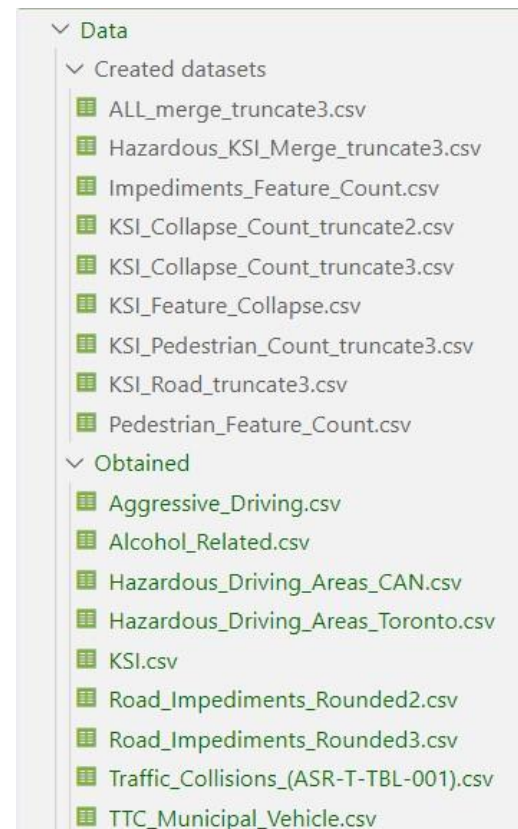 Data
Created datasets
ALL_merge_truncate3.csv
Hazardous_KSI_Merge_truncate3.csv
Impediments_Feature_Count.csv
KSI_Collapse_Count_truncate2.csv
KSI_Collapse_Count_truncate3.csv
KSI_Feature_Collapse.csv
KSI_Pedestrian_Count_truncate3.csv
KSI_Road_truncate3.csv
Pedestrian_Feature_Count.csv
Obtained
Aggressive_Driving.csv
Alcohol_Related.csv
Hazardous_Driving_Areas_CAN.csv
Hazardous_Driving_Areas_Toronto.csv
KSI.csv
Road_Impediments_Rounded2.csv
Road_Impediments_Rounded3.csv
Traffic_Collisions_(ASR-T-TBL-001).csv
TTC_Municipal_Vehicle.csv